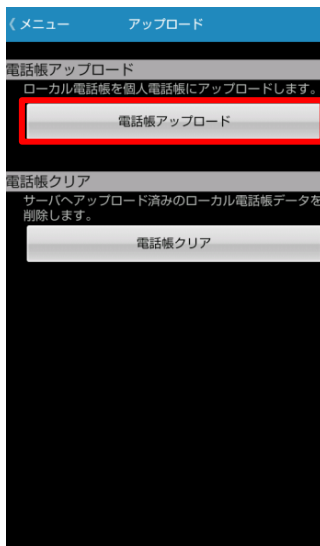 〈 メニュー アップロード
電話帳アップロード
ローカル電話帳を個人電話帳にアップロードします。
電話帳アップロード
電話帳クリア
サーバへアップロード済みのローカル電話帳データを
削除します。
電話帳クリア